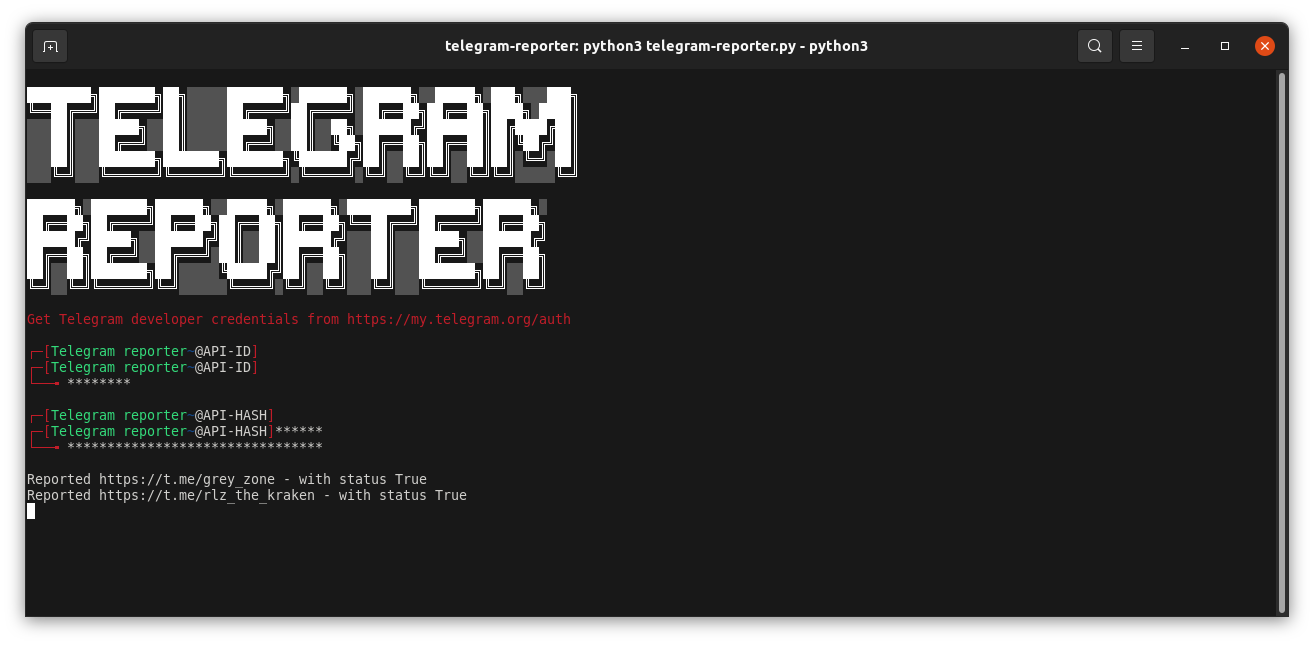 telegram-reporter: python3 telegram-reporter.py - python3
TELEGRAM
REPORTER
Get Telegram developer credentials from https://my.telegram.org/auth
┌─[Telegram reporter~@API-ID]
┌─[Telegram reporter~@API-ID]
└──╼ ********
┌─[Telegram reporter~@API-HASH]
┌─[Telegram reporter~@API-HASH]******
└──╼ ********************************
Reported https://t.me/grey_zone - with status True
Reported https://t.me/rlz_the_kraken - with status True